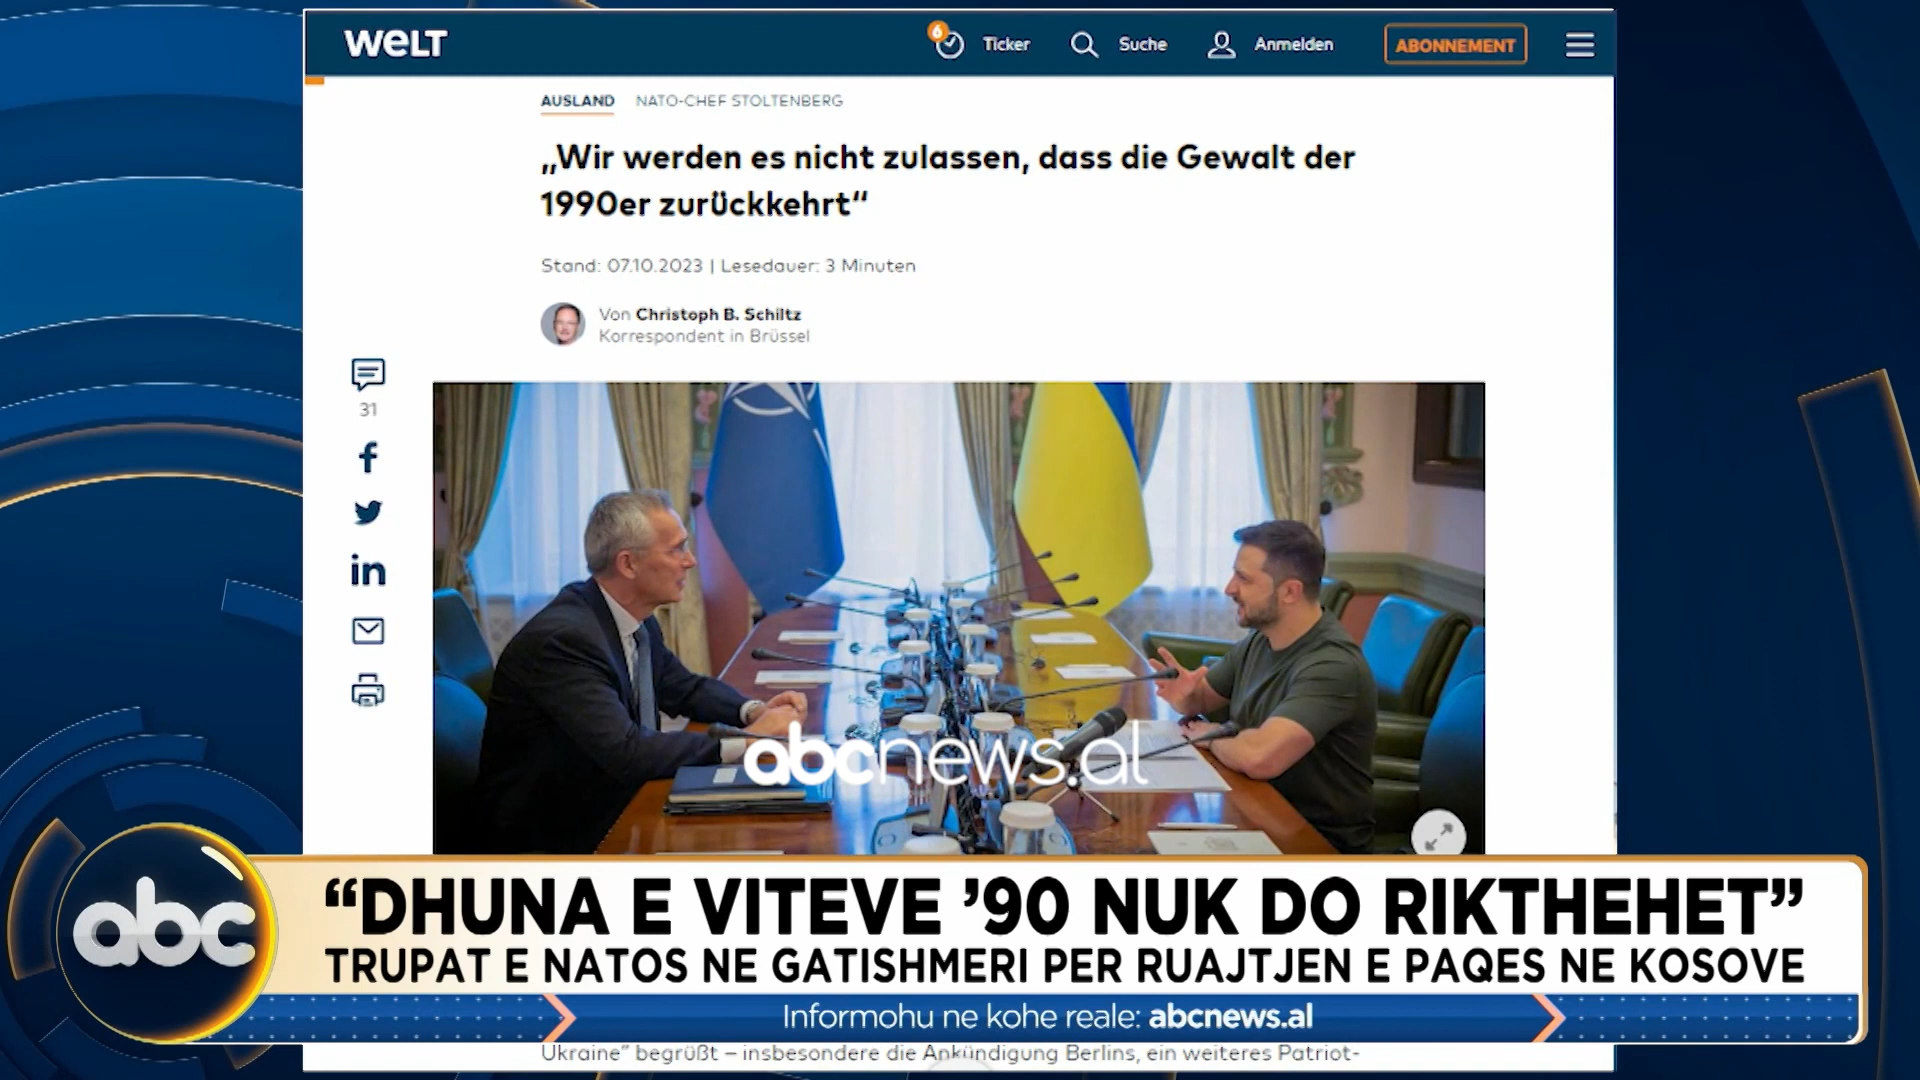 WELT
6
Ticker
Suche
Anmelden
ABONNEMENT
AUSLAND NATO-CHEF STOLTENBERG
„Wir werden es nicht zulassen, dass die Gewalt der
1990er zurückkehrt“
Stand: 07.10.2023 | Lesedauer: 3 Minuten
Von Christoph B. Schiltz
Korrespondent in Brüssel
31
abcnews.al
abc
“DHUNA E VITEVE ’90 NUK DO RIKTHEHET”
TRUPAT E NATOS NE GATISHMERI PER RUAJTJEN E PAQES NE KOSOVE
Informohu ne kohe reale: abcnews.al
Ukraine“ begrüßt – insbesondere die Ankündigung Berlins, ein weiteres Patriot-